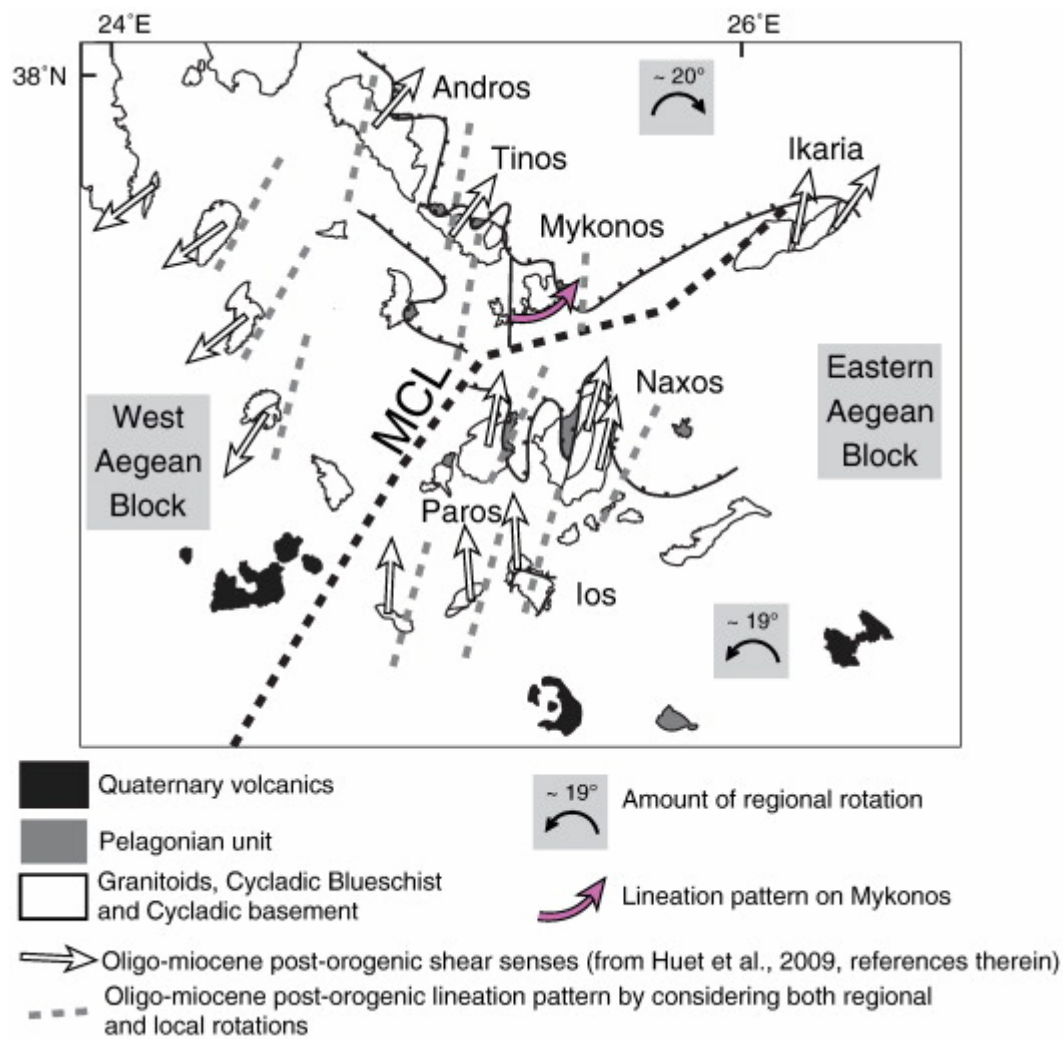 24°E
26°E
38°N
~ 20°
Andros
Ikaria
Tinos
Mykonos
MCL
Naxos
Eastern
Aegean
Block
West
Aegean
Block
Paros
Ios
~ 19°
Quaternary volcanics
Pelagonian unit
Granitoids, Cycladic Blueschist
and Cycladic basement
~ 19°
Amount of regional rotation
Lineation pattern on Mykonos
Oligo-miocene post-orogenic shear senses (from Huet et al., 2009, references therein)
Oligo-miocene post-orogenic lineation pattern by considering both regional
and local rotations